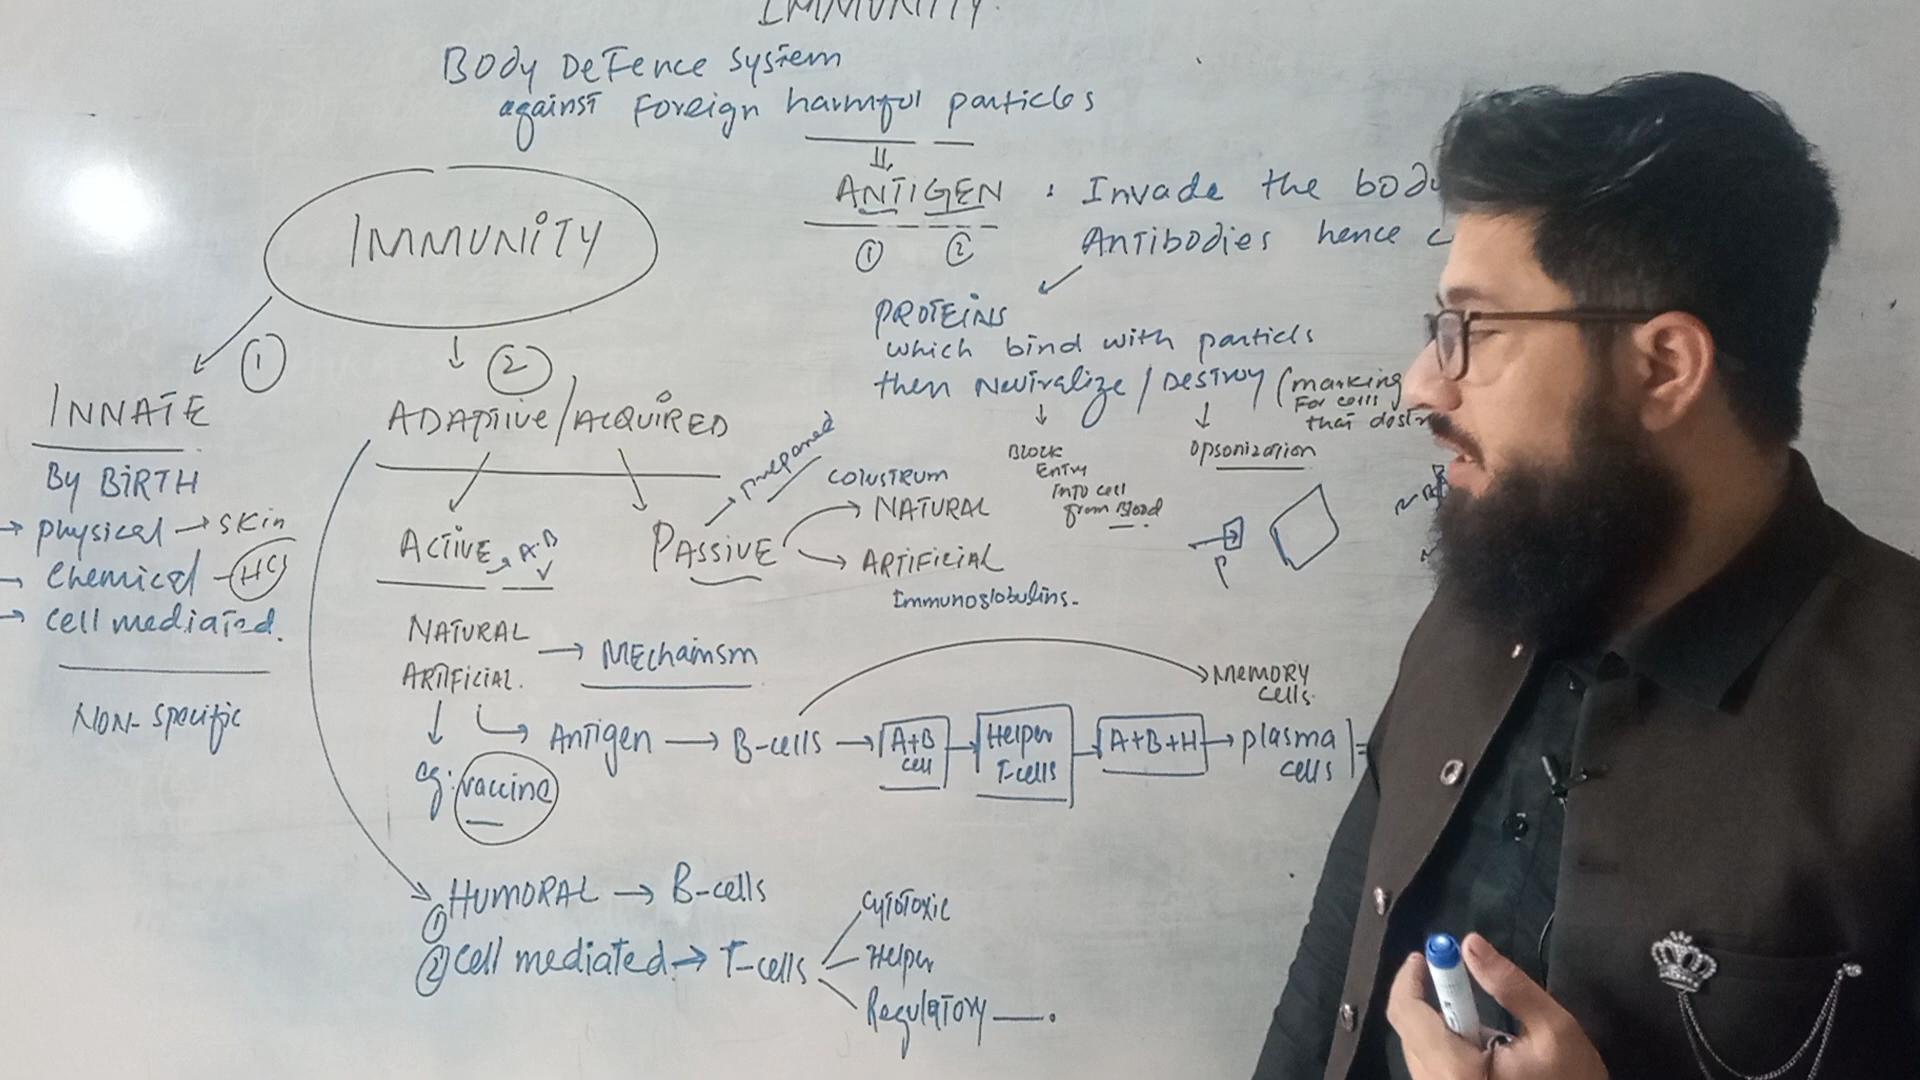 IMMUNITY.
Body Defence system
against Foreign harmful particles
ANTIGEN : Invade the body
① ②
Antibodies hence c
PROTEINS
which bind with particls
then Neutralize / Destroy (marking
For cells
that destr
Block
Entry
Into cell
from Blood
Opsonization
P
IMMUNITY
①
②
INNATE
By BIRTH
→ physical → skin
→ Chemical - HCl
→ cell mediated.
NON-specific
ADAPTIVE/ACQUIRED
ACTIVE → A.B
PASSIVE → prepared
COLUSTRUM
NATURAL
ARTIFICIAL
Immunoglobulins.
NATURAL
ARTIFICIAL.
→ MEchanism
eg: vaccine
Antigen → B-cells → A+B cell → Helper T-cells → A+B+H → plasma cells =
MEMORY
cells.
① HUMORAL → B-cells
② Cell mediated → T-cells
Cytotoxic
Helper
Regulatory